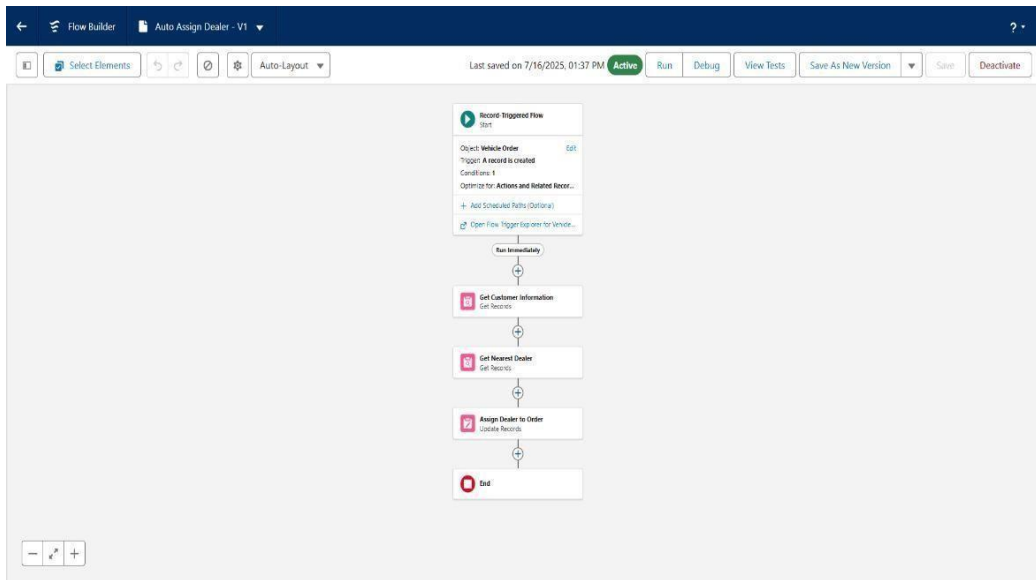 Flow Builder
Auto Assign Dealer - V1
?
Select Elements
Auto-Layout
Last saved on 7/16/2025, 01:37 PM
Active
Run
Debug
View Tests
Save As New Version
Save
Deactivate
Record-Triggered Flow
Start
Object: Vehicle Order
Edit
Trigger: A record is created
Conditions: 1
Optimize for: Actions and Related Recor...
+ Add Scheduled Paths (Optional)
Open Flow Trigger Explorer for Vehicle...
Run Immediately
Get Customer Information
Get Records
Get Nearest Dealer
Get Records
Assign Dealer to Order
Update Records
End